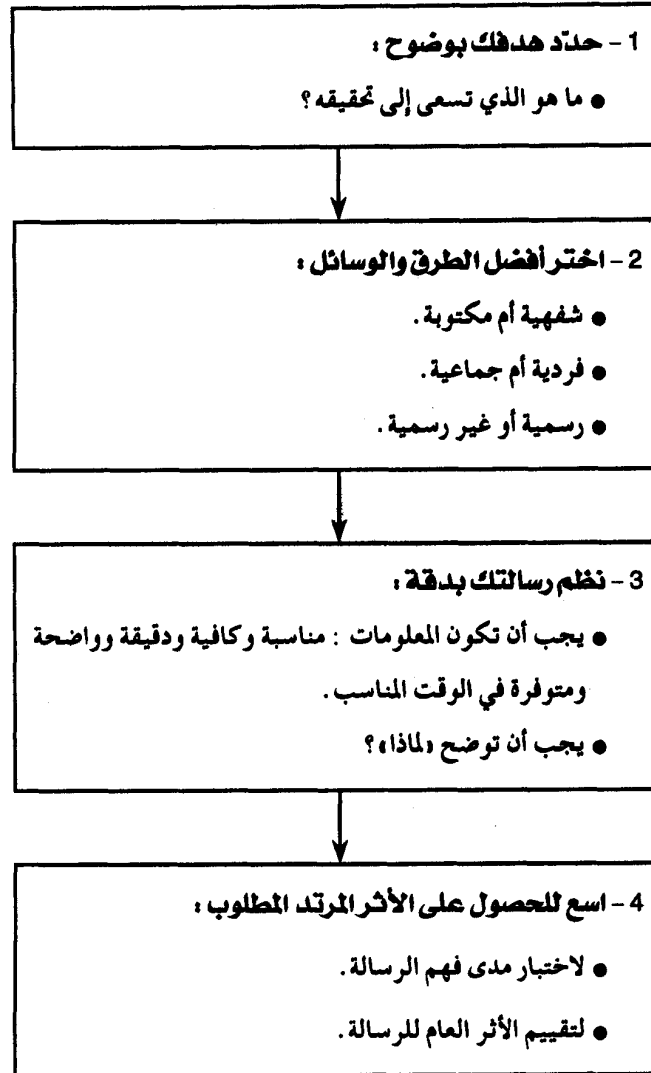 1 - حدّد هدفك بوضوح :
● ما هو الذي تسعى إلى تحقيقه؟
2 - اختر أفضل الطرق والوسائل :
● شفهية أم مكتوبة .
● فردية أم جماعية .
● رسمية أو غير رسمية .
3 - نظم رسالتك بدقة :
● يجب أن تكون المعلومات : مناسبة وكافية ودقيقة وواضحة
ومتوفرة في الوقت المناسب .
● يجب أن توضح «لماذا»؟
4 - اسع للحصول على الأثر المرتد المطلوب :
● لاختبار مدى فهم الرسالة .
● لتقييم الأثر العام للرسالة .